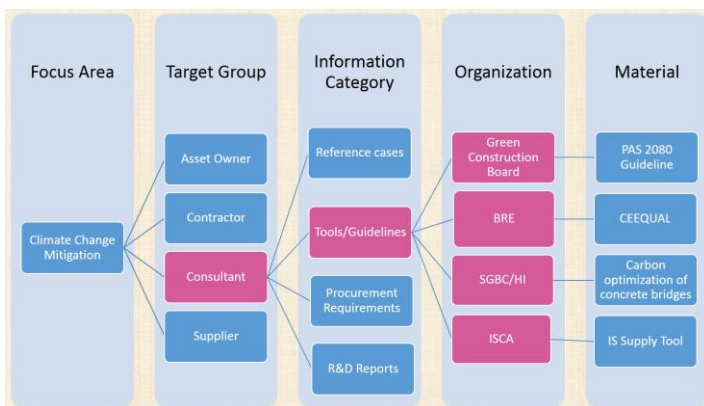 Focus Area
Target Group
Information
Category
Organization
Material
Asset Owner
Contractor
Climate Change
Mitigation
Consultant
Supplier
Reference cases
Tools/Guidelines
Procurement
Requirements
R&D Reports
Green
Construction
Board
BRE
SGBC/HI
ISCA
PAS 2080
Guideline
CEEQUAL
Carbon
optimization of
concrete bridges
IS Supply Tool